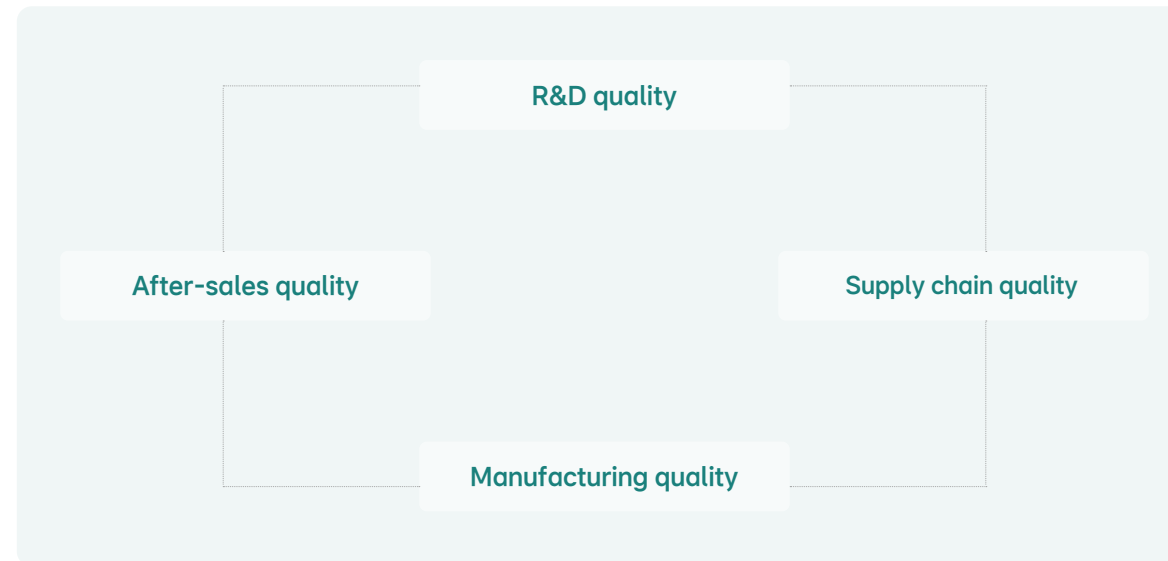 R&D quality
After-sales quality
Supply chain quality
Manufacturing quality